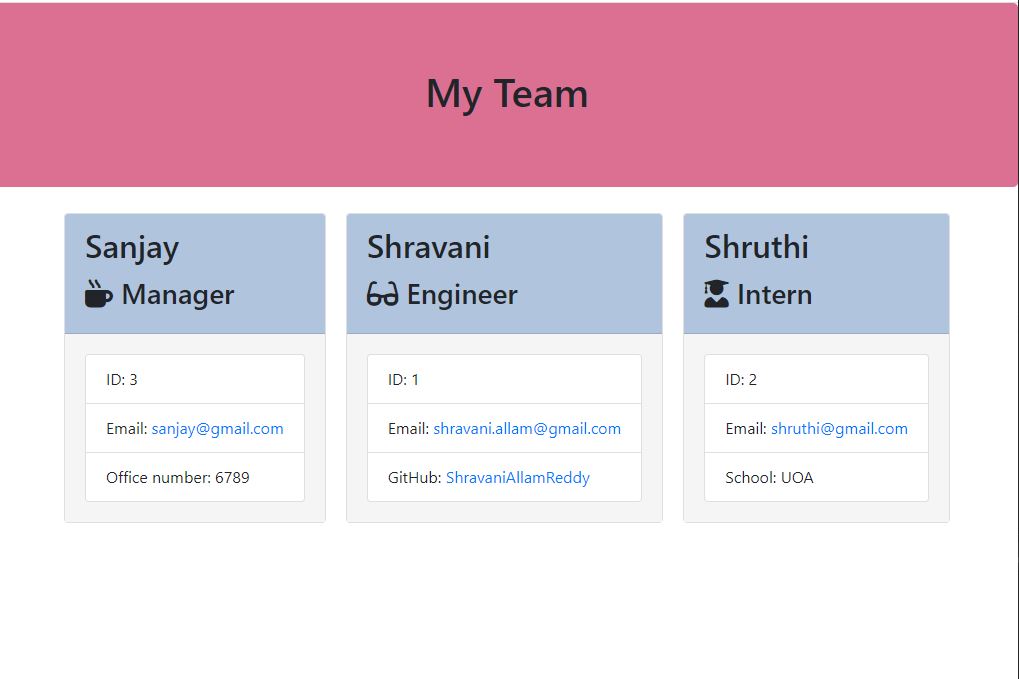 My Team
Sanjay
Manager
ID: 3
Email: sanjay@gmail.com
Office number: 6789
Shravani
Engineer
ID: 1
Email: shravani.allam@gmail.com
GitHub: ShravaniAllamReddy
Shruthi
Intern
ID: 2
Email: shruthi@gmail.com
School: UOA